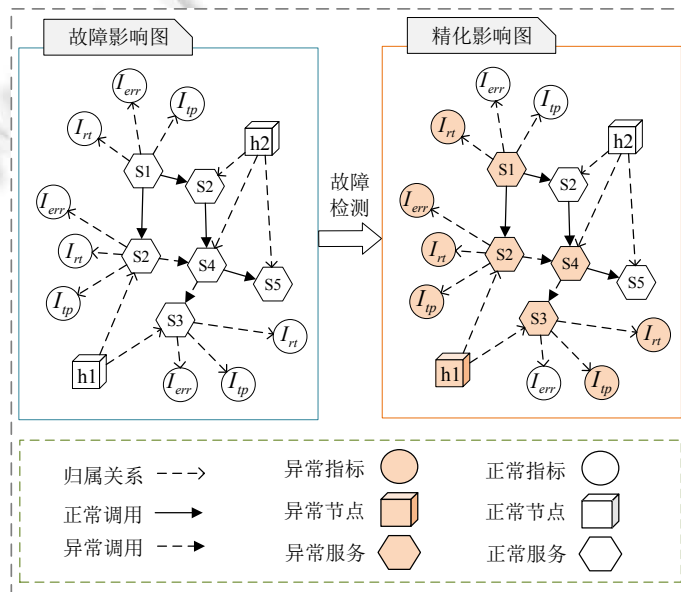 故障影响图
精化影响图
I_err
I_rt
I_tp
h2
S1
S2
I_err
I_rt
S2
S4
S5
I_tp
S3
I_rt
h1
I_err
I_tp
故障
检测
I_err
I_rt
I_tp
h2
S1
S2
I_err
I_rt
S2
S4
S5
I_tp
S3
I_rt
h1
I_err
I_tp
归属关系
异常指标
正常指标
正常调用
异常节点
正常节点
异常调用
异常服务
正常服务